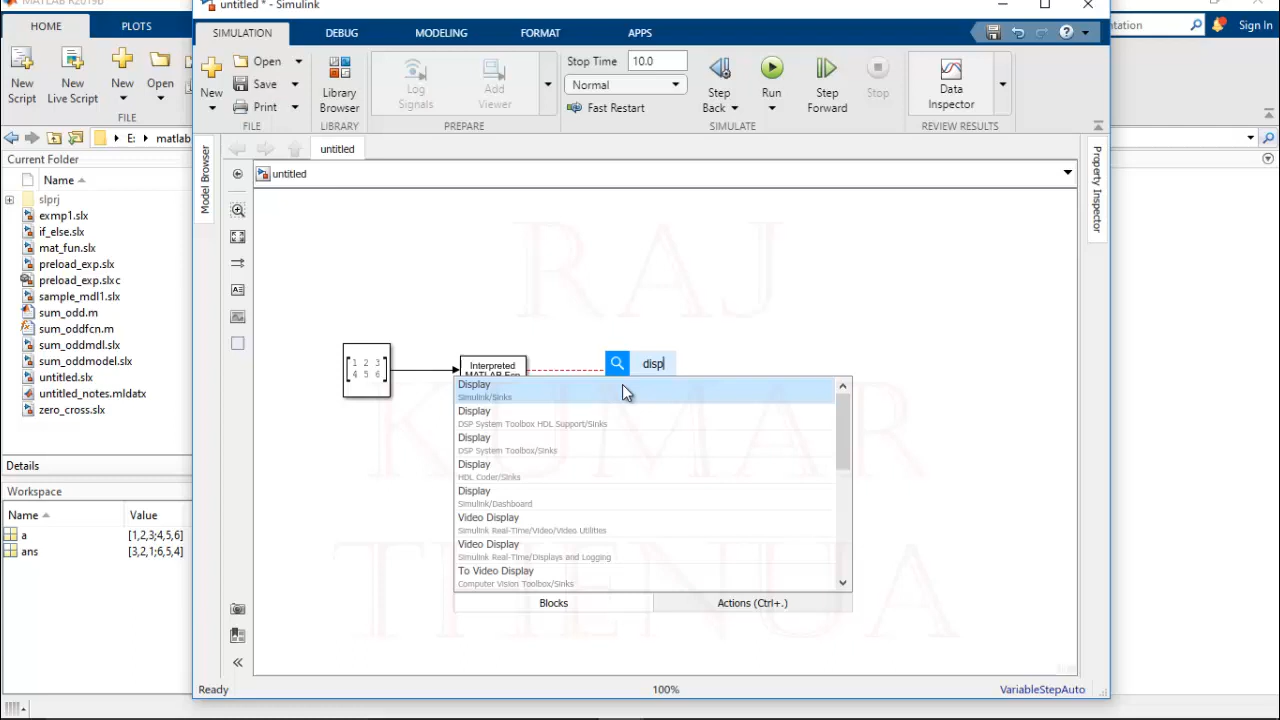 MATLAB R2019b
untitled * - Simulink
HOME
PLOTS
SIMULATION
DEBUG
MODELING
FORMAT
APPS
Sign In
New Script
New Live Script
New
Open
FILE
New
Open
Save
Print
FILE
Library Browser
LIBRARY
Log Signals
Add Viewer
PREPARE
Stop Time 10.0
Normal
Fast Restart
Step Back
Run
Step Forward
Stop
SIMULATE
Data Inspector
REVIEW RESULTS
E:
matlab
Current Folder
Name
slprj
exmp1.slx
if_else.slx
mat_fun.slx
preload_exp.slx
preload_exp.slxc
sample_mdl1.slx
sum_odd.m
sum_oddfcn.m
sum_oddmdl.slx
sum_oddmodel.slx
untitled.slx
untitled_notes.mldatx
zero_cross.slx
Details
Workspace
Name
Value
a
[1,2,3;4,5,6]
ans
[3,2,1;6,5,4]
Model Browser
untitled
untitled
Property Inspector
RAJ
KUMAR
THENUA
1 2 3
4 5 6
Interpreted
MATLAB Fcn
disp
Display
Simulink/Sinks
Display
DSP System Toolbox HDL Support/Sinks
Display
DSP System Toolbox/Sinks
Display
HDL Coder/Sinks
Display
Simulink/Dashboard
Video Display
Simulink Real-Time/Video/Video Utilities
Video Display
Simulink Real-Time/Displays and Logging
To Video Display
Computer Vision Toolbox/Sinks
Blocks
Actions (Ctrl+.)
Ready
100%
VariableStepAuto